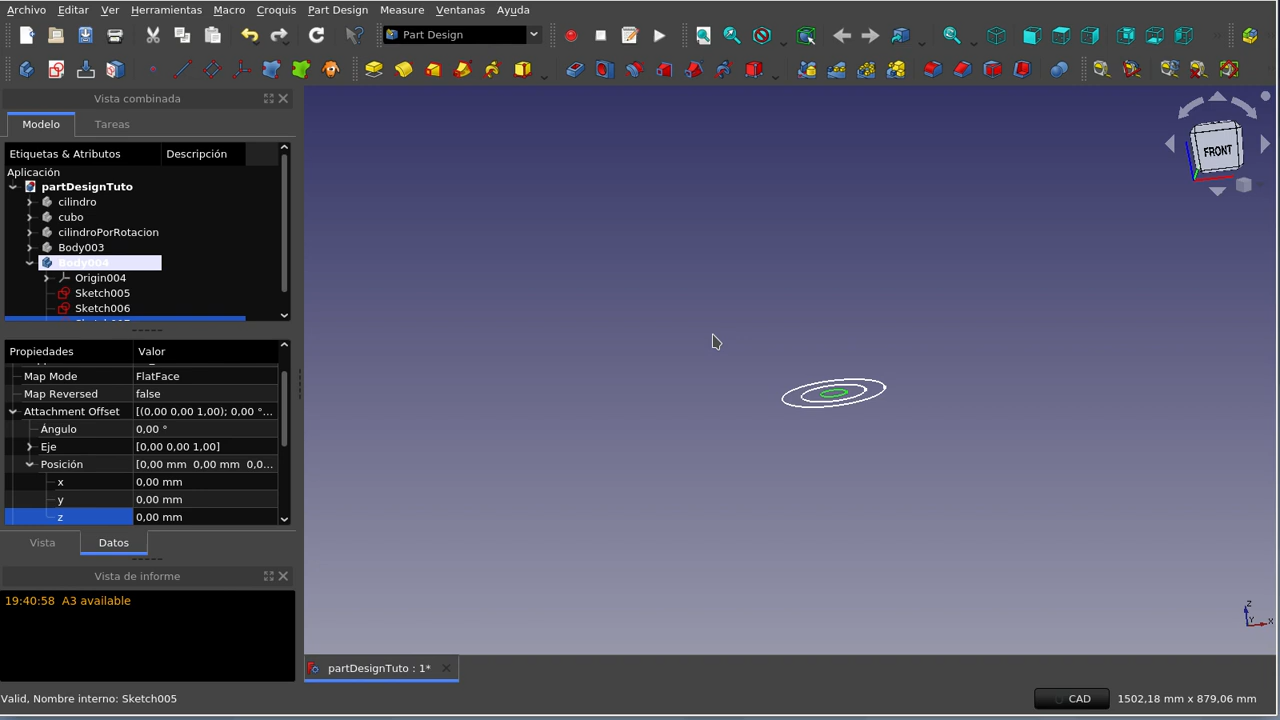 Archivo Editar Ver Herramientas Macro Croquis Part Design Measure Ventanas Ayuda
Part Design
Vista combinada
Modelo Tareas
Etiquetas & Atributos Descripción
Aplicación
partDesignTuto
cilindro
cubo
cilindroPorRotacion
Body003
Body004
Origin004
Sketch005
Sketch006
Propiedades Valor
Map Mode FlatFace
Map Reversed false
Attachment Offset [(0,00 0,00 1,00); 0,00 °...
Ángulo 0,00 °
Eje [0,00 0,00 1,00]
Posición [0,00 mm 0,00 mm 0,0...
x 0,00 mm
y 0,00 mm
z 0,00 mm
Vista Datos
Vista de informe
19:40:58 A3 available
FRONT
Z
Y
X
partDesignTuto : 1*
Valid, Nombre interno: Sketch005
CAD 1502,18 mm x 879,06 mm